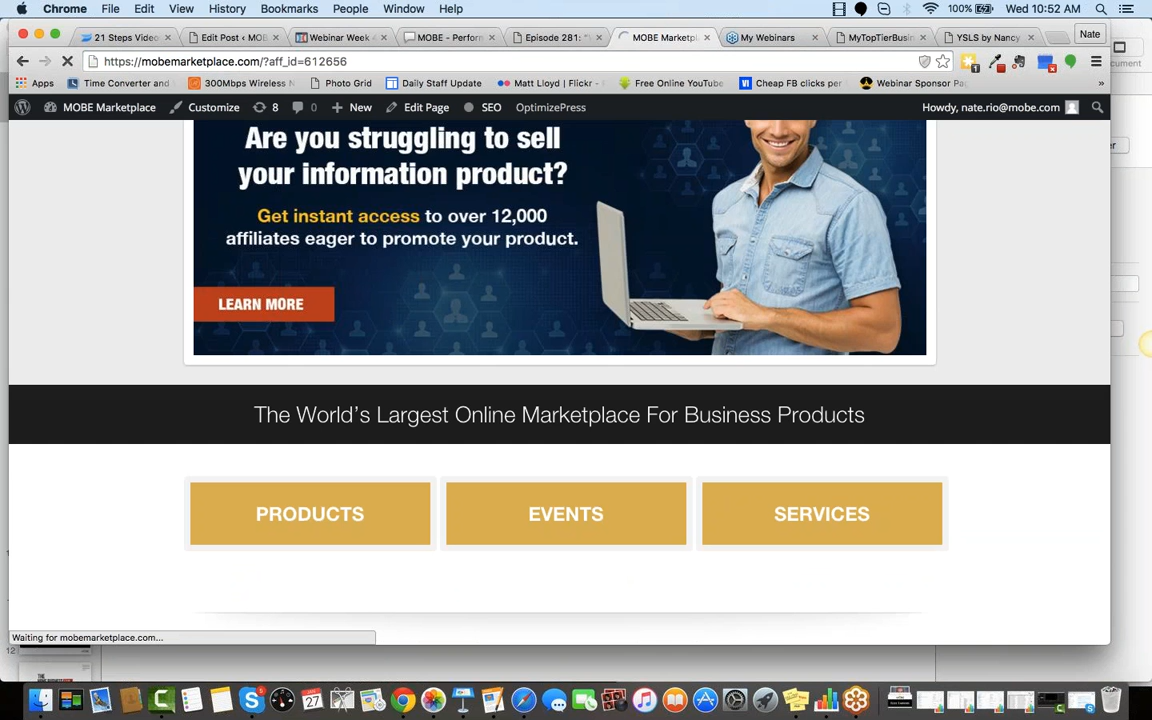 Chrome File Edit View History Bookmarks People Window Help 100% Wed 10:52 AM
21 Steps Video Edit Post ‹ MOB Webinar Week MOBE - Perform Episode 281: "V MOBE Marketpl My Webinars MyTopTierBusin YSLS by Nancy Nate
https://mobemarketplace.com/?aff_id=612656
Apps Time Converter and 300Mbps Wireless N Photo Grid Daily Staff Update Matt Lloyd | Flickr - Free Online YouTube Cheap FB clicks per Webinar Sponsor Pag »
MOBE Marketplace Customize 8 0 New Edit Page SEO OptimizePress Howdy, nate.rio@mobe.com
Are you struggling to sell
your information product?
Get instant access to over 12,000
affiliates eager to promote your product.
LEARN MORE
The World's Largest Online Marketplace For Business Products
PRODUCTS EVENTS SERVICES
Waiting for mobemarketplace.com...
12